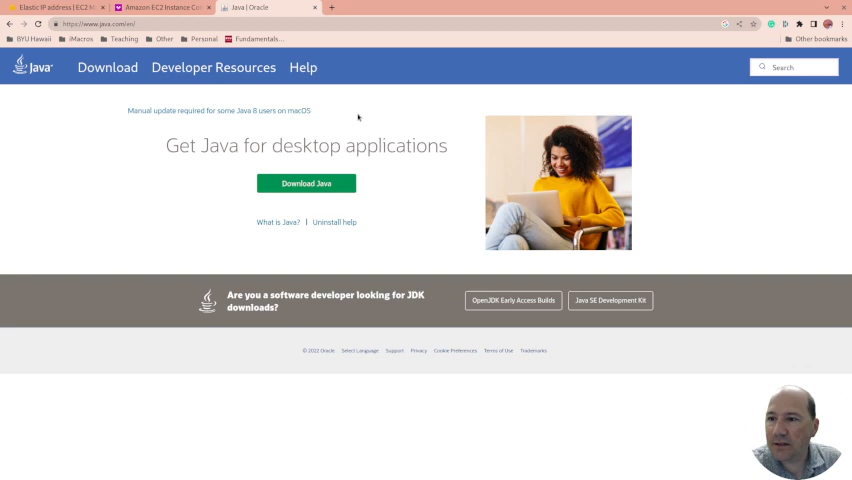 Elastic IP address | EC2 M
Amazon EC2 Instance Con
Java | Oracle
https://www.java.com/en/
BYU Hawaii iMacros Teaching Other Personal Fundamentals... Other bookmarks
Java Download Developer Resources Help Search
Manual update required for some Java 8 users on macOS
Get Java for desktop applications
Download Java
What is Java? | Uninstall help
Are you a software developer looking for JDK
downloads?
OpenJDK Early Access Builds
Java SE Development Kit
© 2022 Oracle Select Language Support Privacy Cookie Preferences Terms of Use Trademarks